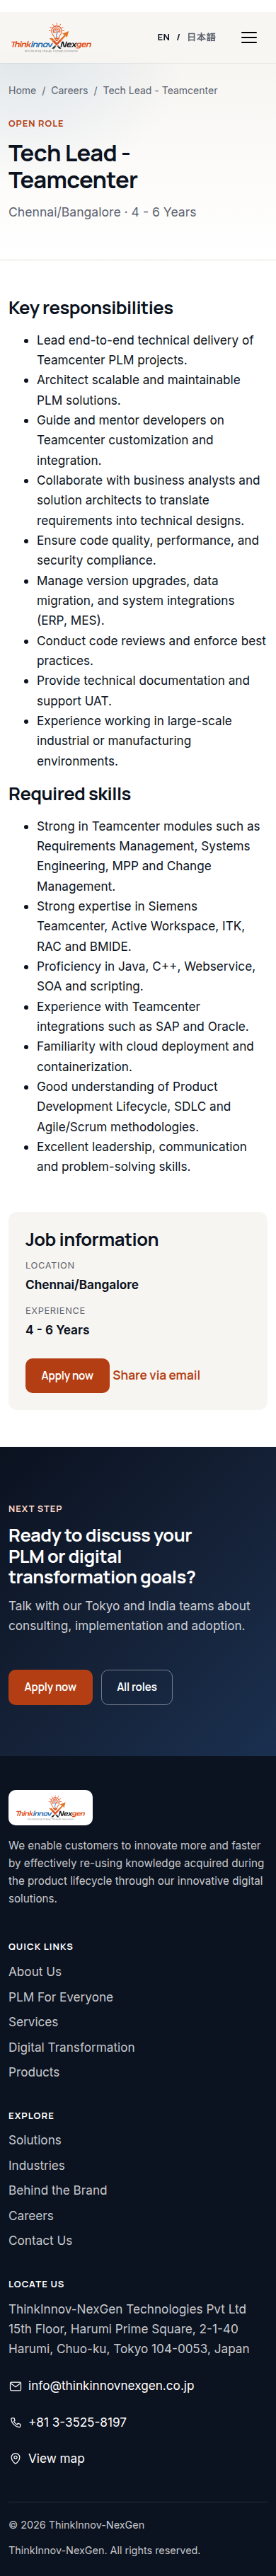 ThinkInnov Nexgen
EN / 日本語
Home / Careers / Tech Lead - Teamcenter
OPEN ROLE
Tech Lead -
Teamcenter
Chennai/Bangalore · 4 - 6 Years
Key responsibilities
• Lead end-to-end technical delivery of
Teamcenter PLM projects.
• Architect scalable and maintainable
PLM solutions.
• Guide and mentor developers on
Teamcenter customization and
integration.
• Collaborate with business analysts and
solution architects to translate
requirements into technical designs.
• Ensure code quality, performance, and
security compliance.
• Manage version upgrades, data
migration, and system integrations
(ERP, MES).
• Conduct code reviews and enforce best
practices.
• Provide technical documentation and
support UAT.
• Experience working in large-scale
industrial or manufacturing
environments.
Required skills
• Strong in Teamcenter modules such as
Requirements Management, Systems
Engineering, MPP and Change
Management.
• Strong expertise in Siemens
Teamcenter, Active Workspace, ITK,
RAC and BMIDE.
• Proficiency in Java, C++, Webservice,
SOA and scripting.
• Experience with Teamcenter
integrations such as SAP and Oracle.
• Familiarity with cloud deployment and
containerization.
• Good understanding of Product
Development Lifecycle, SDLC and
Agile/Scrum methodologies.
• Excellent leadership, communication
and problem-solving skills.
Job information
LOCATION
Chennai/Bangalore
EXPERIENCE
4 - 6 Years
Apply now Share via email
NEXT STEP
Ready to discuss your
PLM or digital
transformation goals?
Talk with our Tokyo and India teams about
consulting, implementation and adoption.
Apply now All roles
ThinkInnov Nexgen
We enable customers to innovate more and faster
by effectively re-using knowledge acquired during
the product lifecycle through our innovative digital
solutions.
QUICK LINKS
About Us
PLM For Everyone
Services
Digital Transformation
Products
EXPLORE
Solutions
Industries
Behind the Brand
Careers
Contact Us
LOCATE US
ThinkInnov-NexGen Technologies Pvt Ltd
15th Floor, Harumi Prime Square, 2-1-40
Harumi, Chuo-ku, Tokyo 104-0053, Japan
info@thinkinnovnexgen.co.jp
+81 3-3525-8197
View map
© 2026 ThinkInnov-NexGen
ThinkInnov-NexGen. All rights reserved.